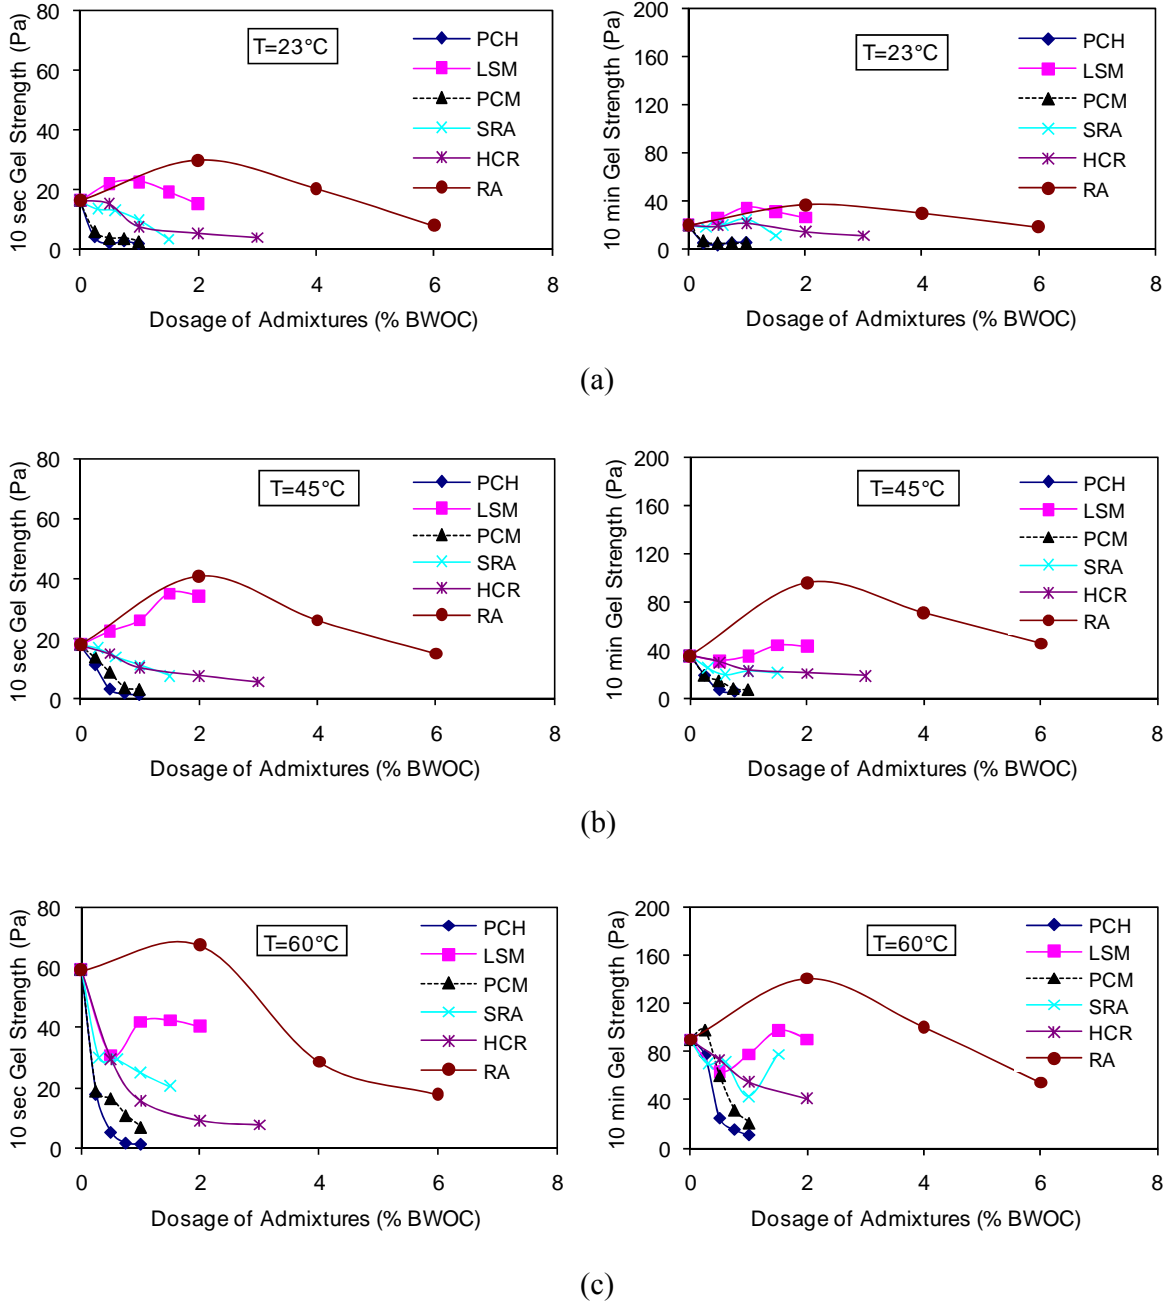 10 sec Gel Strength (Pa)
80
60
40
20
0
0 2 4 6 8
Dosage of Admixtures (% BWOC)
T=23°C
PCH
LSM
PCM
SRA
HCR
RA
10 min Gel Strength (Pa)
200
160
120
80
40
0
0 2 4 6 8
Dosage of Admixtures (% BWOC)
T=23°C
PCH
LSM
PCM
SRA
HCR
RA
(a)
10 sec Gel Strength (Pa)
80
60
40
20
0
0 2 4 6 8
Dosage of Admixtures (% BWOC)
T=45°C
PCH
LSM
PCM
SRA
HCR
RA
10 min Gel Strength (Pa)
200
160
120
80
40
0
0 2 4 6 8
Dosage of Admixtures (% BWOC)
T=45°C
PCH
LSM
PCM
SRA
HCR
RA
(b)
10 sec Gel Strength (Pa)
80
60
40
20
0
0 2 4 6 8
Dosage of Admixtures (% BWOC)
T=60°C
PCH
LSM
PCM
SRA
HCR
RA
10 min Gel Strength (Pa)
200
160
120
80
40
0
0 2 4 6 8
Dosage of Admixtures (% BWOC)
T=60°C
PCH
LSM
PCM
SRA
HCR
RA
(c)